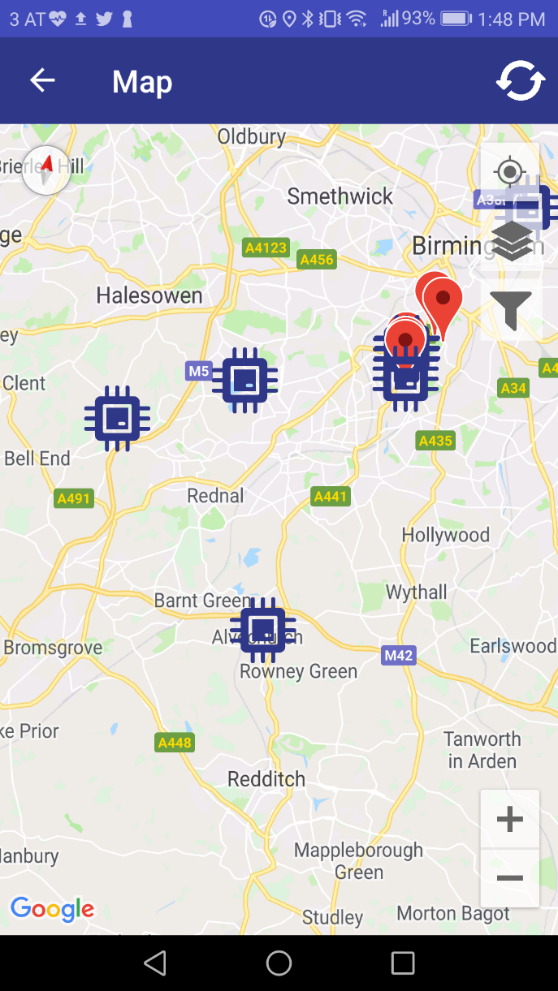 3 AT
93%
1:48 PM
Map
Oldbury
Brierley Hill
Smethwick
A38
ge
Birmingham
A4123
A456
Halesowen
ey
M5
Clent
A4
A34
Bell End
A435
A491
Rednal
A441
Hollywood
Wythall
Barnt Green
Alvechurch
Bromsgrove
M42
Earlswood
Rowney Green
ke Prior
A448
Tanworth
in Arden
Redditch
+
−
Mappleborough
Green
anbury
Google
Studley
Morton Bagot